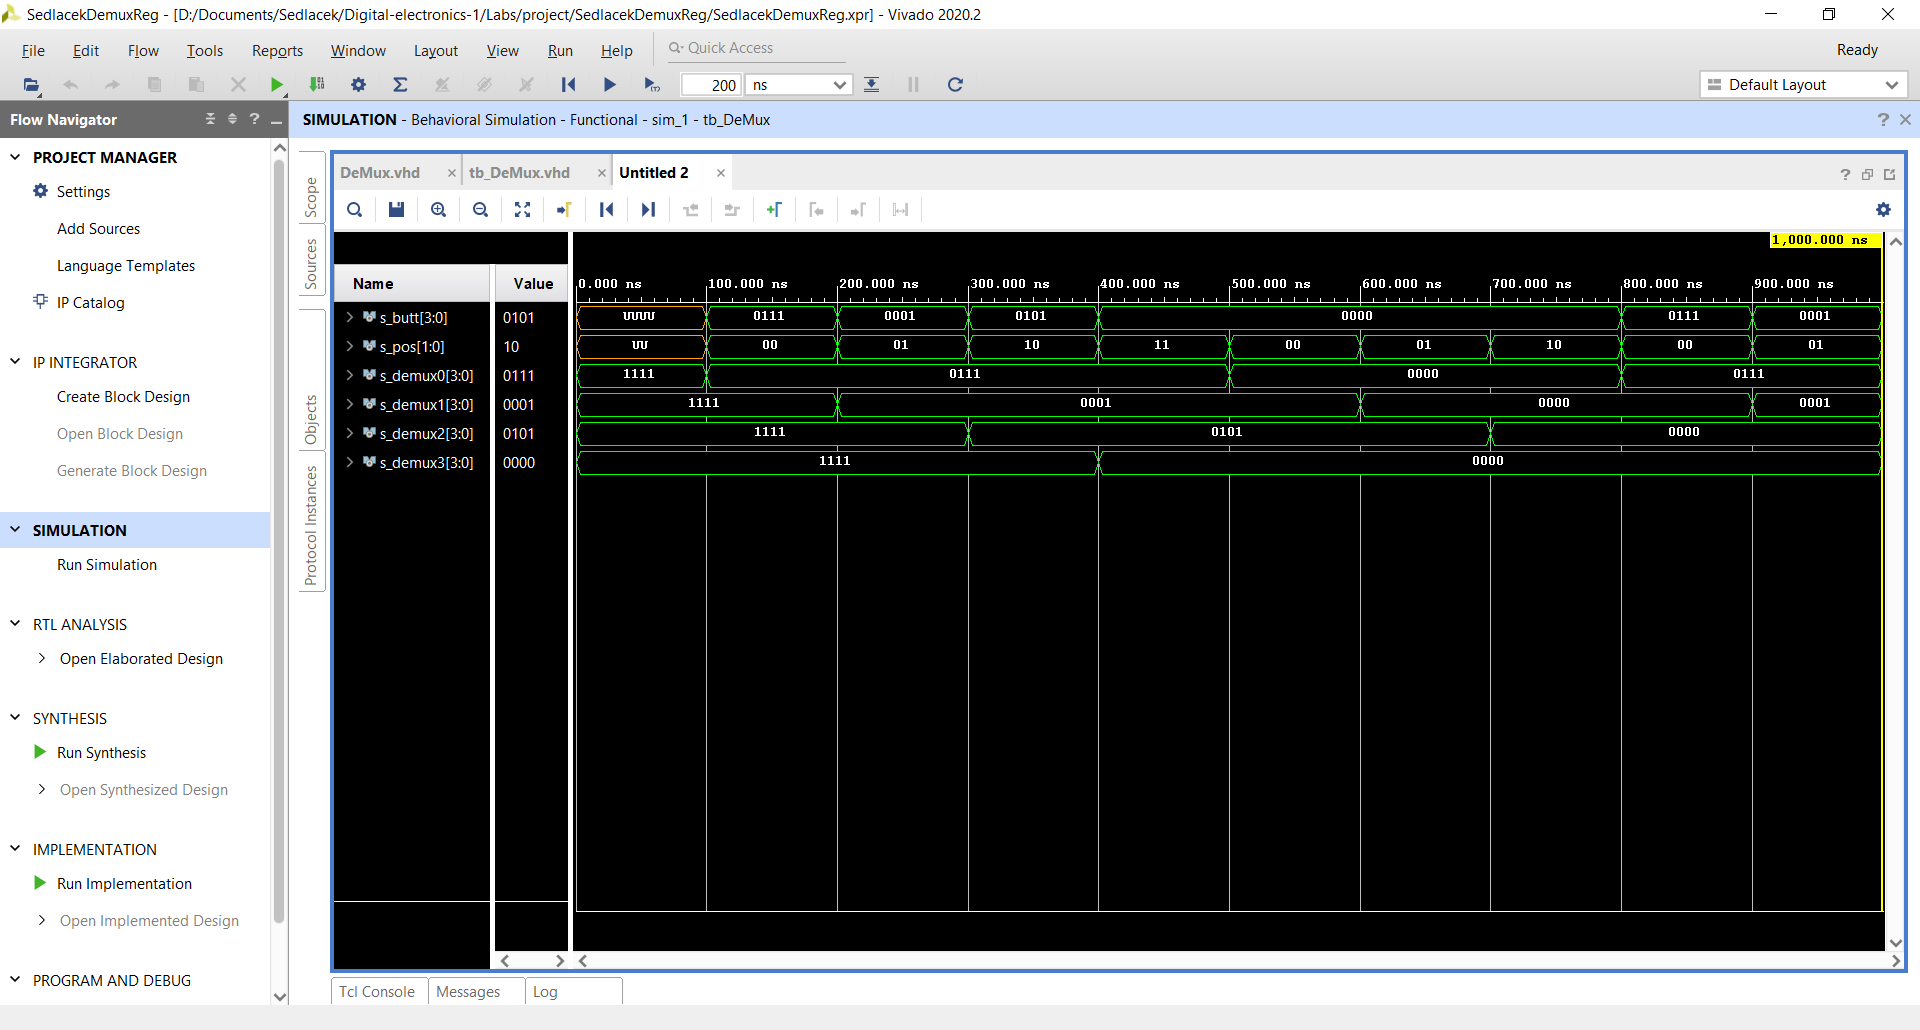 SedlacekDemuxReg - [D:/Documents/Sedlacek/Digital-electronics-1/Labs/project/SedlacekDemuxReg/SedlacekDemuxReg.xpr] - Vivado 2020.2
File Edit Flow Tools Reports Window Layout View Run Help Quick Access Ready
200 ns Default Layout
Flow Navigator
PROJECT MANAGER
Settings
Add Sources
Language Templates
IP Catalog
IP INTEGRATOR
Create Block Design
Open Block Design
Generate Block Design
SIMULATION
Run Simulation
RTL ANALYSIS
Open Elaborated Design
SYNTHESIS
Run Synthesis
Open Synthesized Design
IMPLEMENTATION
Run Implementation
Open Implemented Design
PROGRAM AND DEBUG
SIMULATION - Behavioral Simulation - Functional - sim_1 - tb_DeMux
Scope
Sources
Objects
Protocol Instances
DeMux.vhd tb_DeMux.vhd Untitled 2
1,000.000 ns
Name Value 0.000 ns 100.000 ns 200.000 ns 300.000 ns 400.000 ns 500.000 ns 600.000 ns 700.000 ns 800.000 ns 900.000 ns
s_butt[3:0] 0101 UUUU 0111 0001 0101 0000 0111 0001
s_pos[1:0] 10 UU 00 01 10 11 00 01 10 00 01
s_demux0[3:0] 0111 1111 0111 0000 0111
s_demux1[3:0] 0001 1111 0001 0000 0001
s_demux2[3:0] 0101 1111 0101 0000
s_demux3[3:0] 0000 1111 0000
Tcl Console Messages Log